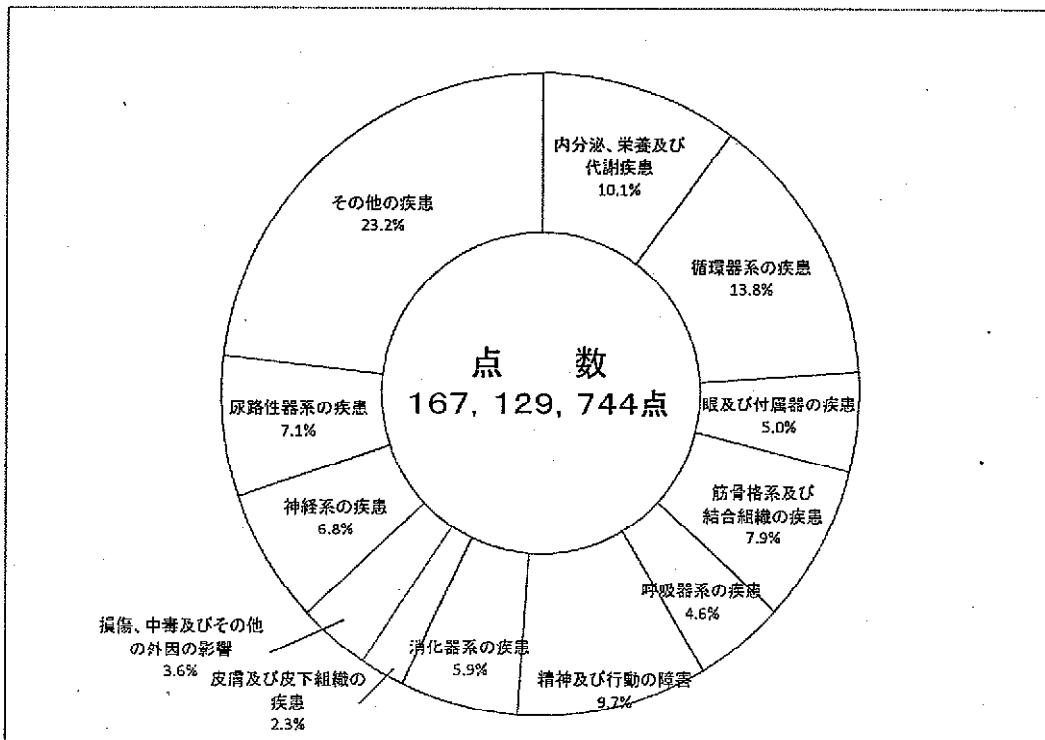 内分泌、栄養及び
代謝疾患
10.1%
循環器系の疾患
13.8%
眼及び付属器の疾患
5.0%
筋骨格系及び
結合組織の疾患
7.9%
呼吸器系の疾患
4.6%
精神及び行動の障害
9.7%
消化器系の疾患
5.9%
皮膚及び皮下組織の
疾患
2.3%
損傷、中毒及びその他
の外因の影響
3.6%
神経系の疾患
6.8%
尿路性器系の疾患
7.1%
その他の疾患
23.2%
点　数
167, 129, 744点